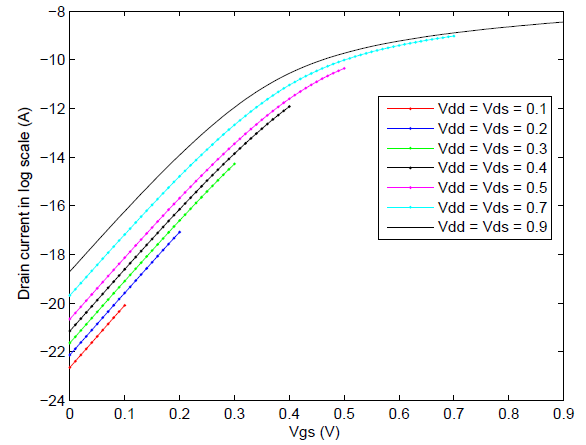 −8
−10
−12
−14
−16
−18
−20
−22
−24
Drain current in log scale (A)
0 0.1 0.2 0.3 0.4 0.5 0.6 0.7 0.8 0.9
Vgs (V)
Vdd = Vds = 0.1
Vdd = Vds = 0.2
Vdd = Vds = 0.3
Vdd = Vds = 0.4
Vdd = Vds = 0.5
Vdd = Vds = 0.7
Vdd = Vds = 0.9